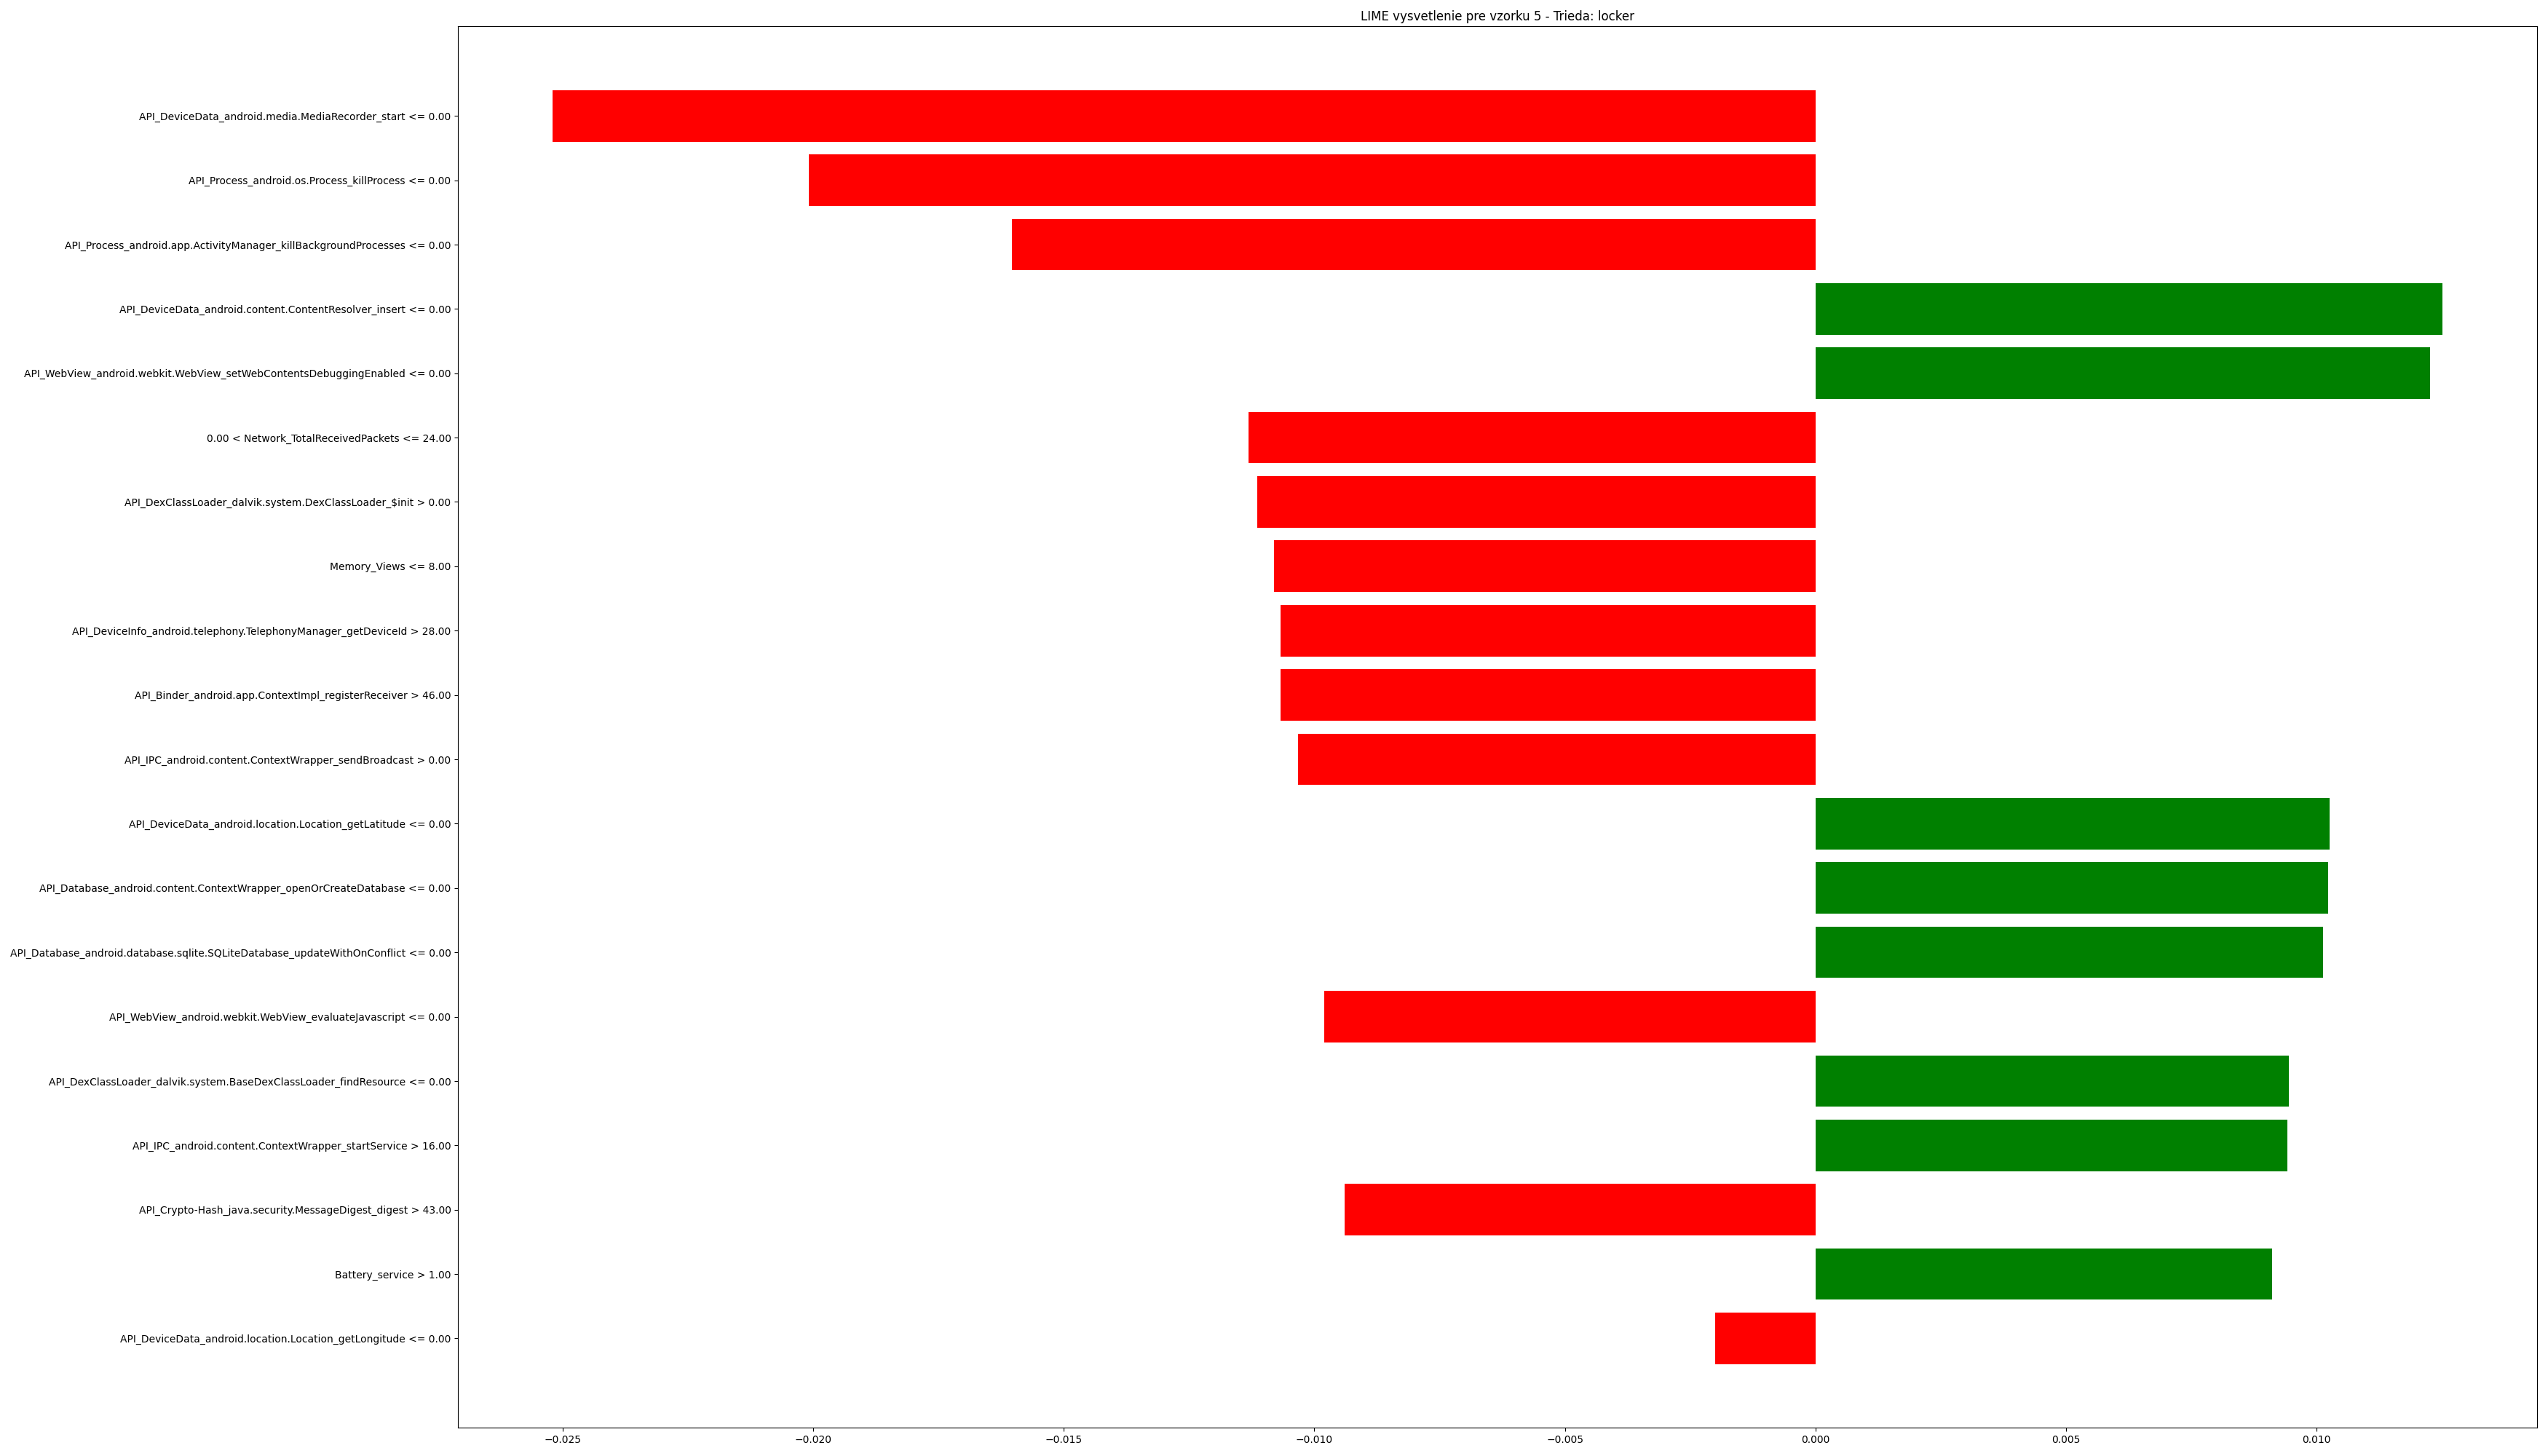 LIME vysvetlenie pre vzorku 5 - Trieda: locker
API_DeviceData_android.media.MediaRecorder_start <= 0.00
API_Process_android.os.Process_killProcess <= 0.00
API_Process_android.app.ActivityManager_killBackgroundProcesses <= 0.00
API_DeviceData_android.content.ContentResolver_insert <= 0.00
API_WebView_android.webkit.WebView_setWebContentsDebuggingEnabled <= 0.00
0.00 < Network_TotalReceivedPackets <= 24.00
API_DexClassLoader_dalvik.system.DexClassLoader_$init > 0.00
Memory_Views <= 8.00
API_DeviceInfo_android.telephony.TelephonyManager_getDeviceId > 28.00
API_Binder_android.app.ContextImpl_registerReceiver > 46.00
API_IPC_android.content.ContextWrapper_sendBroadcast > 0.00
API_DeviceData_android.location.Location_getLatitude <= 0.00
API_Database_android.content.ContextWrapper_openOrCreateDatabase <= 0.00
API_Database_android.database.sqlite.SQLiteDatabase_updateWithOnConflict <= 0.00
API_WebView_android.webkit.WebView_evaluateJavascript <= 0.00
API_DexClassLoader_dalvik.system.BaseDexClassLoader_findResource <= 0.00
API_IPC_android.content.ContextWrapper_startService > 16.00
API_Crypto-Hash_java.security.MessageDigest_digest > 43.00
Battery_service > 1.00
API_DeviceData_android.location.Location_getLongitude <= 0.00
−0.025 −0.020 −0.015 −0.010 −0.005 0.000 0.005 0.010